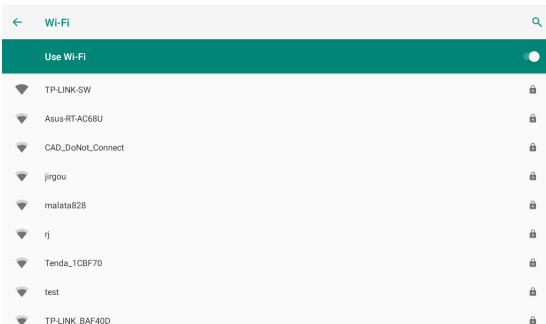 Wi-Fi
Use Wi-Fi
TP-LINK-SW
Asus-RT-AC68U
CAD_DoNot_Connect
jirgou
malata828
rj
Tenda_1CBF70
test
TP-LINK_BAF40D